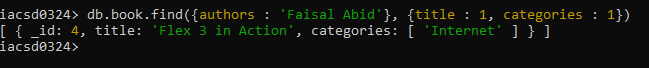 iacsd0324> db.book.find({authors : 'Faisal Abid'}, {title : 1, categories : 1})
[ { _id: 4, title: 'Flex 3 in Action', categories: [ 'Internet' ] } ]
iacsd0324>